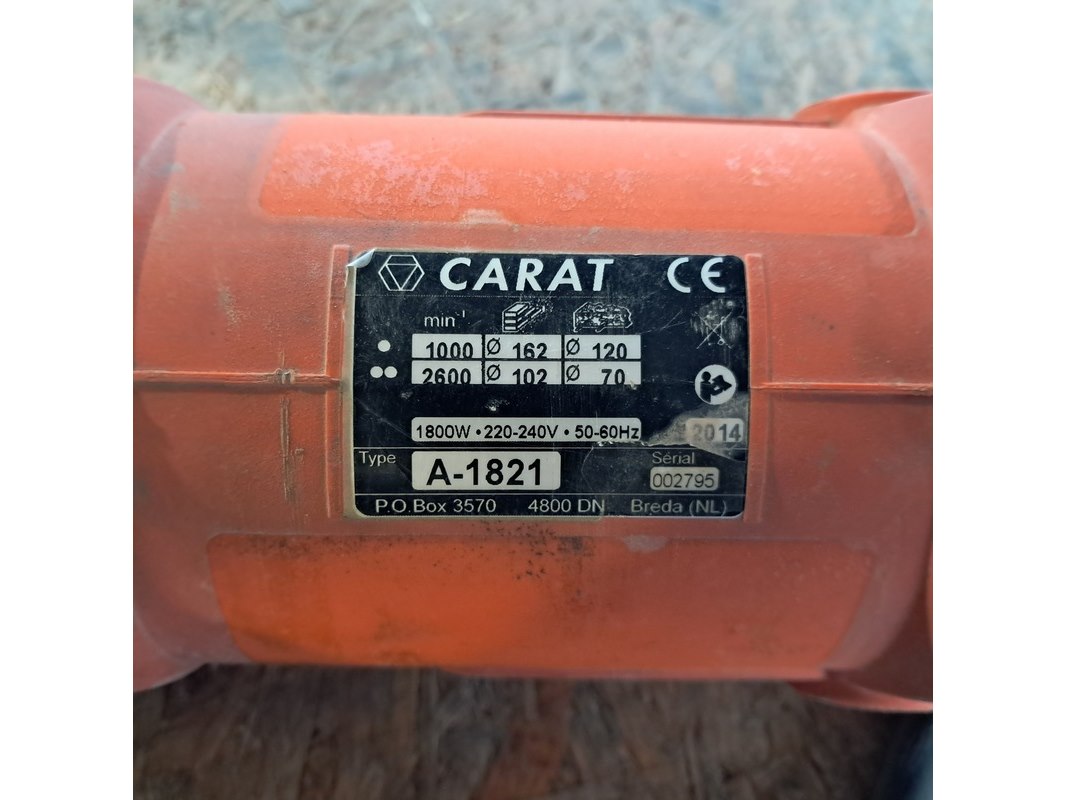 CARAT CE
min⁻¹
1000 Ø 162 Ø 120
2600 Ø 102 Ø 70
1800W • 220-240V • 50-60Hz 2014
Type A-1821 Sérial 002795
P.O.Box 3570 4800 DN Breda (NL)